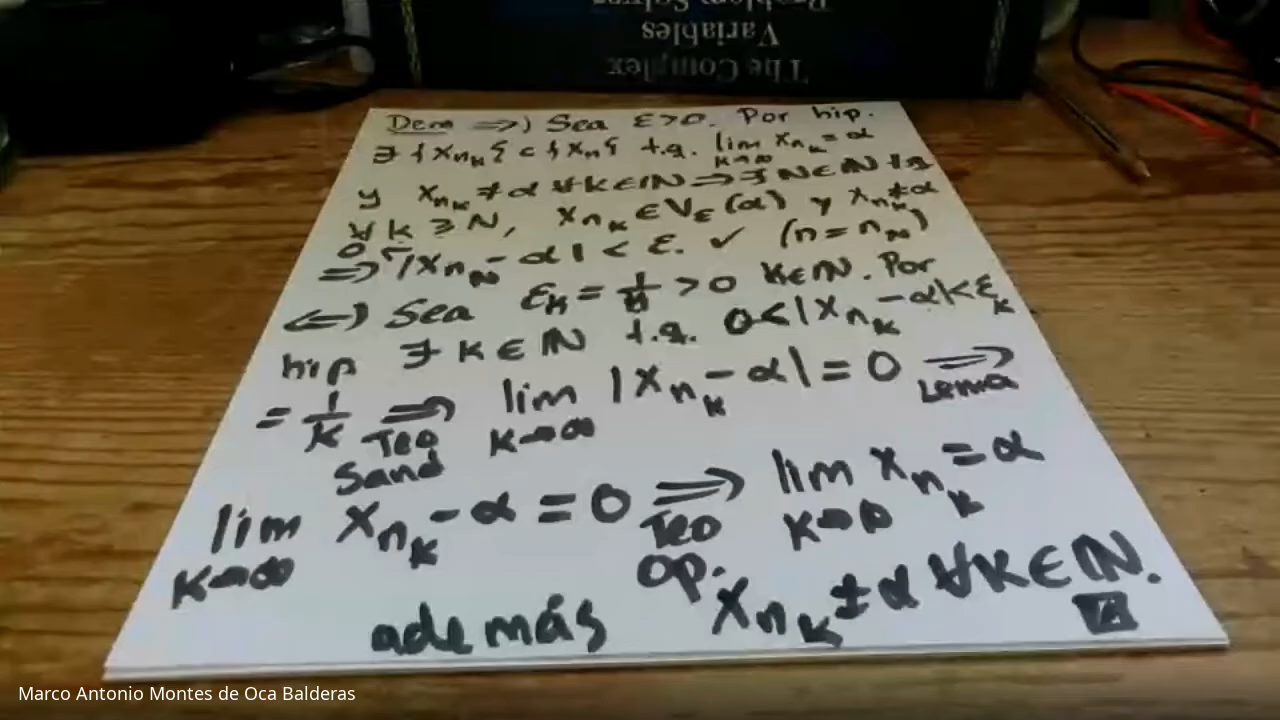 The Complex
Variables
Problem Solver
Dem ⇒) Sea ε>0. Por hip.
∃ {x_{n_k}} ⊂ {x_n} t.q. lim_{k→∞} x_{n_k} = α
y x_{n_k} ≠ α ∀k∈ℕ ⇒ ∃ N∈ℕ t.q.
∀ k ≥ N, x_{n_k} ∈ V_ε(α) y x_{n_k} ≠ α
⇒ 0 < |x_{n_N} - α| < ε. ✓ (n = n_N)
⇐) Sea ε_k = 1/k > 0 k∈ℕ. Por
hip ∃ k∈ℕ t.q. 0<|x_{n_k} - α|<ε_k
= 1/k ⇒_{Teo Sand} lim_{k→∞} |x_{n_k} - α| = 0 ⇒_{Lema}
lim_{k→∞} x_{n_k} - α = 0 ⇒_{Teo op.} lim_{k→∞} x_{n_k} = α
además x_{n_k} ≠ α ∀k∈ℕ.
Marco Antonio Montes de Oca Balderas